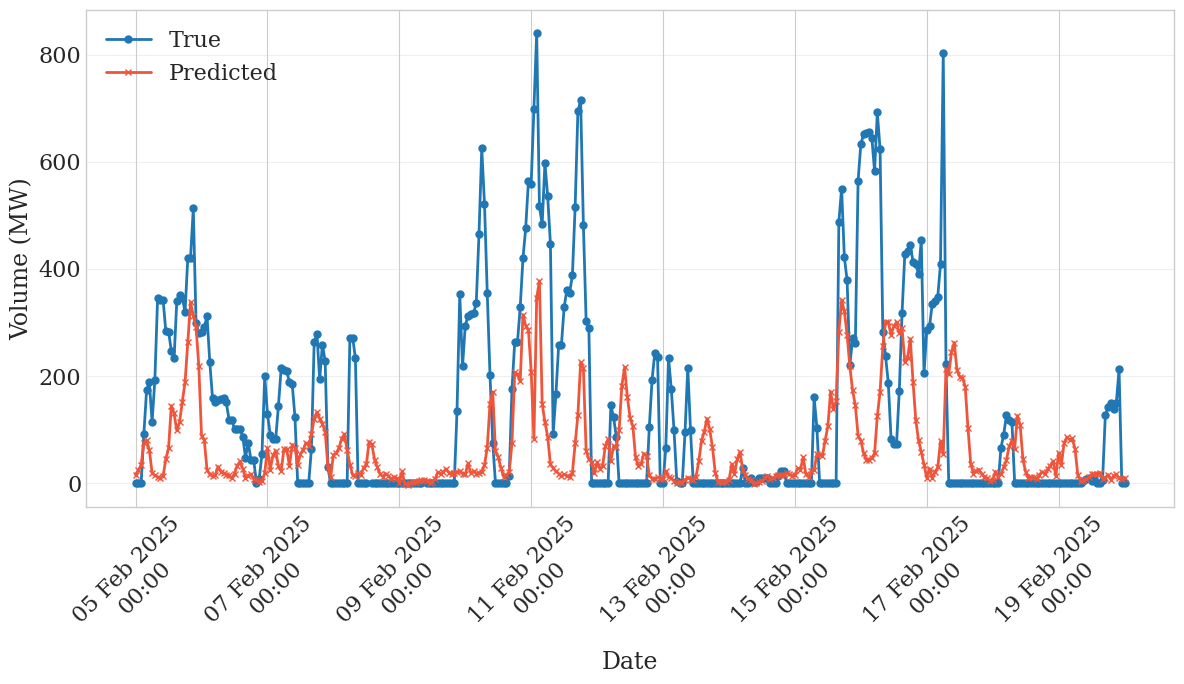 True
Predicted
800
600
400
200
0
Volume (MW)
05 Feb 2025
00:00
07 Feb 2025
00:00
09 Feb 2025
00:00
11 Feb 2025
00:00
13 Feb 2025
00:00
15 Feb 2025
00:00
17 Feb 2025
00:00
19 Feb 2025
00:00
Date